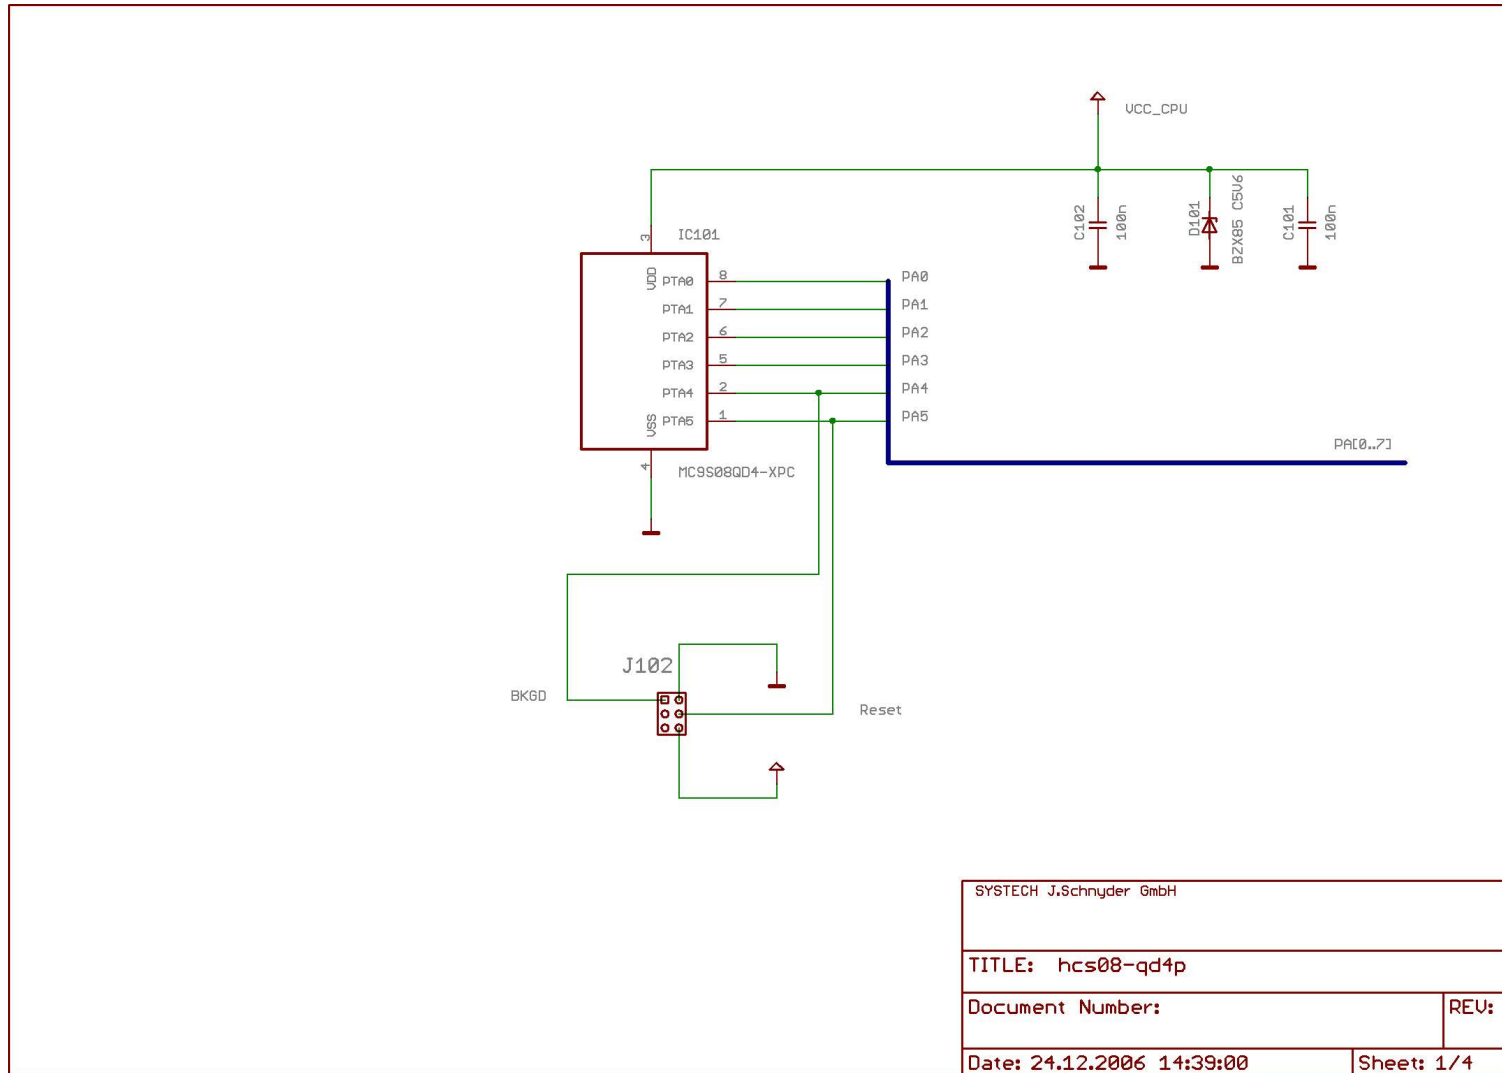 VCC_CPU
C102
100n
D101
BZX85 C5V6
C101
100n
3
IC101
VDD
PTA0
8
PA0
PTA1
7
PA1
PTA2
6
PA2
PTA3
5
PA3
PTA4
2
PA4
VSS
PTA5
1
PA5
PA[0..7]
4
MC9S08QD4-XPC
J102
BKGD
Reset
SYSTECH J.Schnyder GmbH
TITLE: hcs08-qd4p
Document Number:
REV:
Date: 24.12.2006 14:39:00
Sheet: 1/4